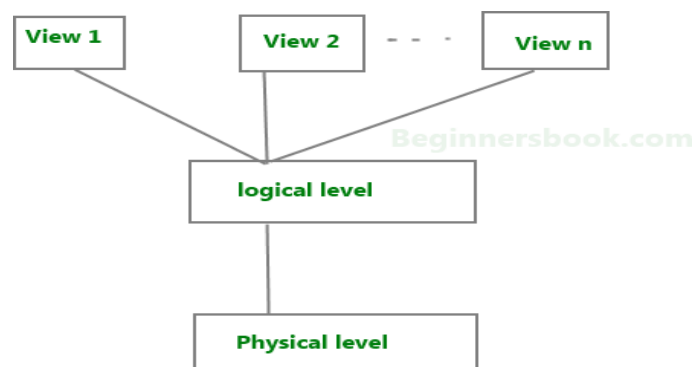 View 1
View 2
View n
Beginnersbook.com
logical level
Physical level